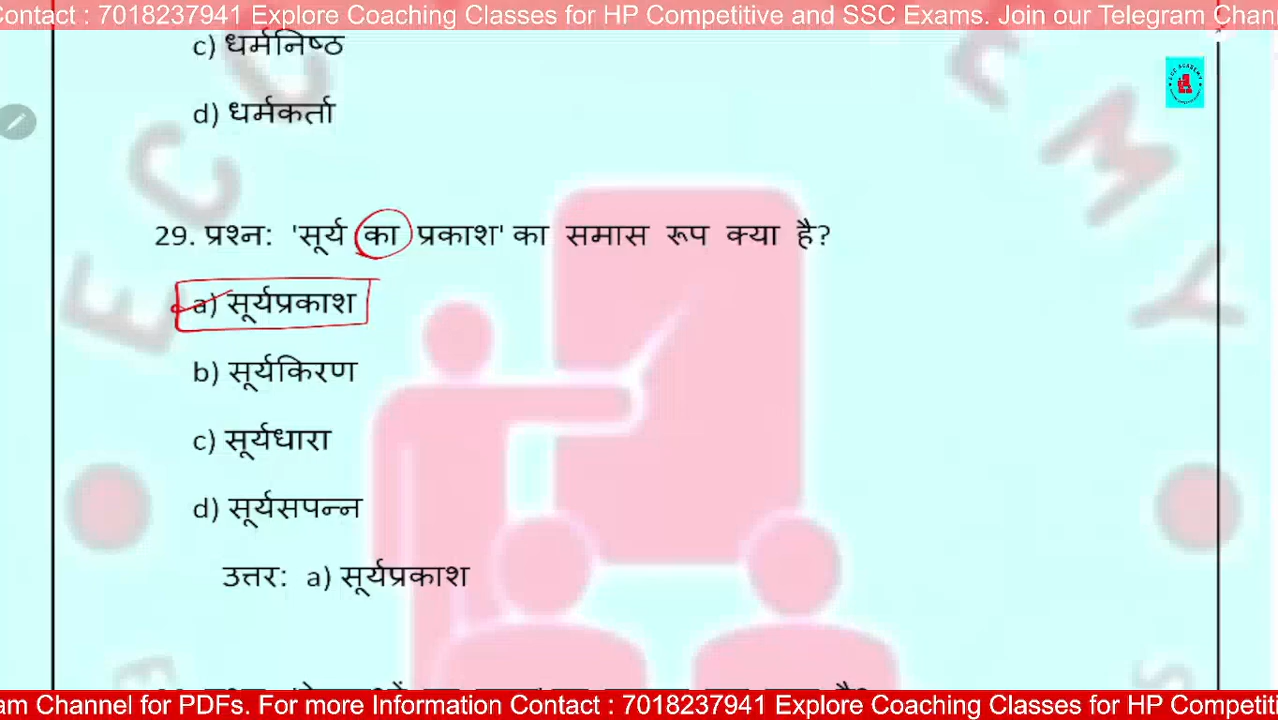 Contact : 7018237941 Explore Coaching Classes for HP Competitive and SSC Exams. Join our Telegram Chan
c) धर्मनिष्ठ
d) धर्मकर्ता
29. प्रश्न: 'सूर्य का प्रकाश' का समास रूप क्या है?
a) सूर्यप्रकाश
b) सूर्यकिरण
c) सूर्यधारा
d) सूर्यसपन्न
उत्तर: a) सूर्यप्रकाश
am Channel for PDFs. For more Information Contact : 7018237941 Explore Coaching Classes for HP Competit